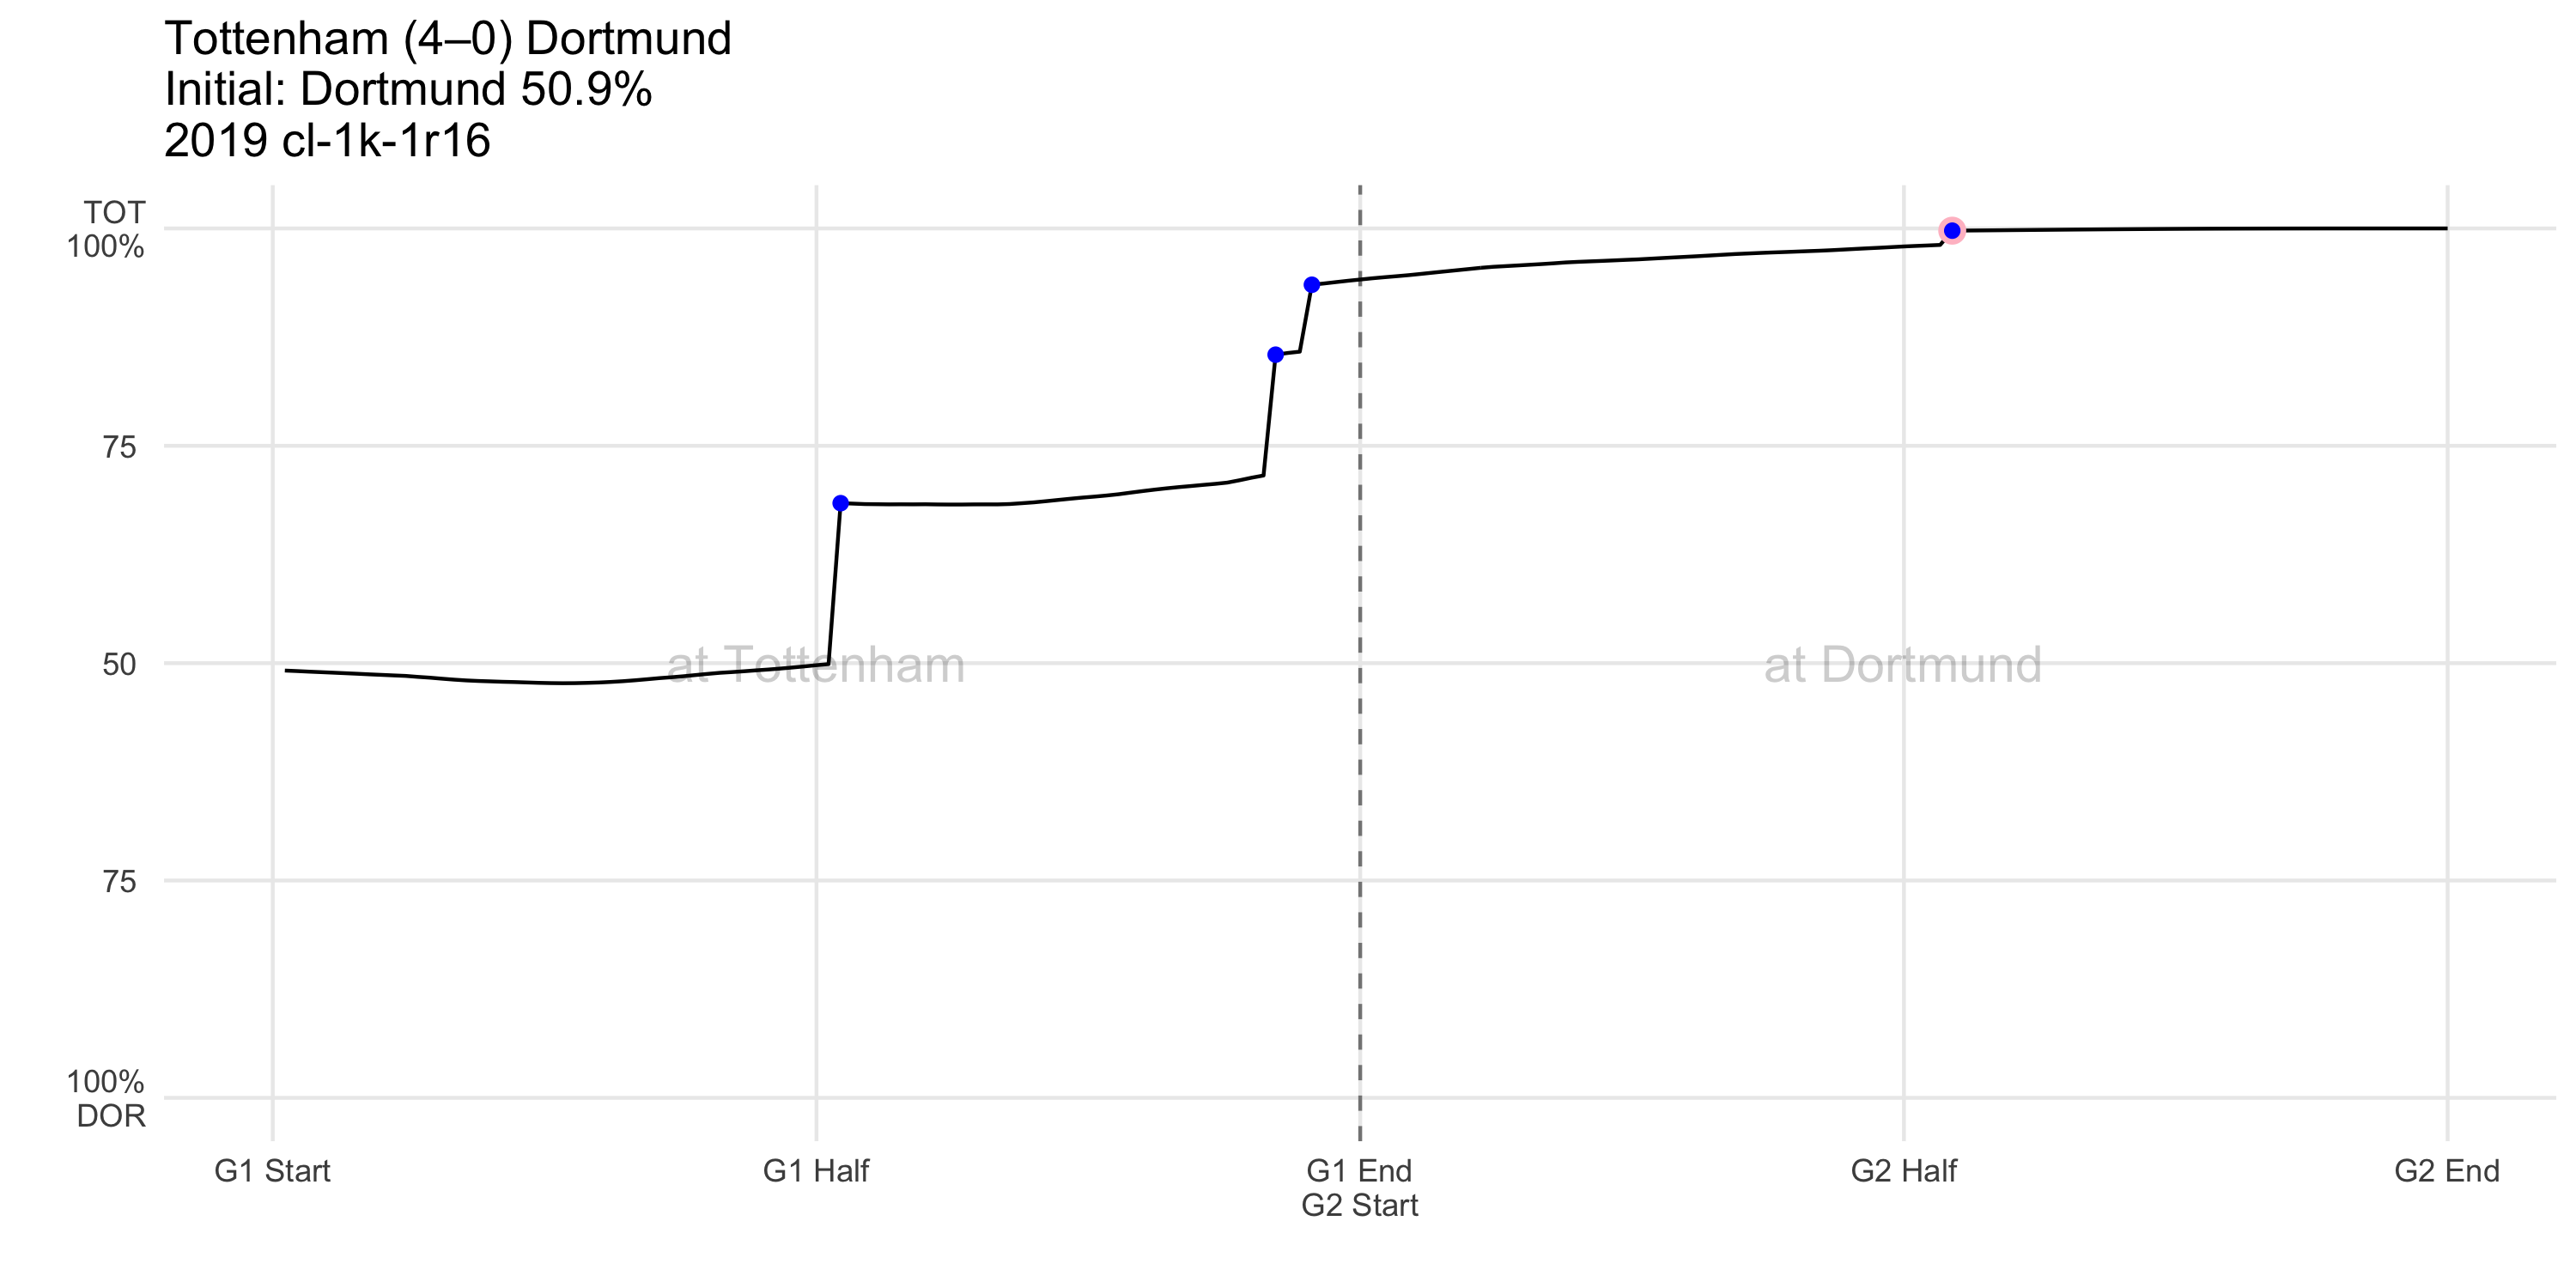 Tottenham (4–0) Dortmund
Initial: Dortmund 50.9%
2019 cl-1k-1r16
TOT
100%
75
50
at Tottenham
at Dortmund
75
100%
DOR
G1 Start
G1 Half
G1 End
G2 Start
G2 Half
G2 End